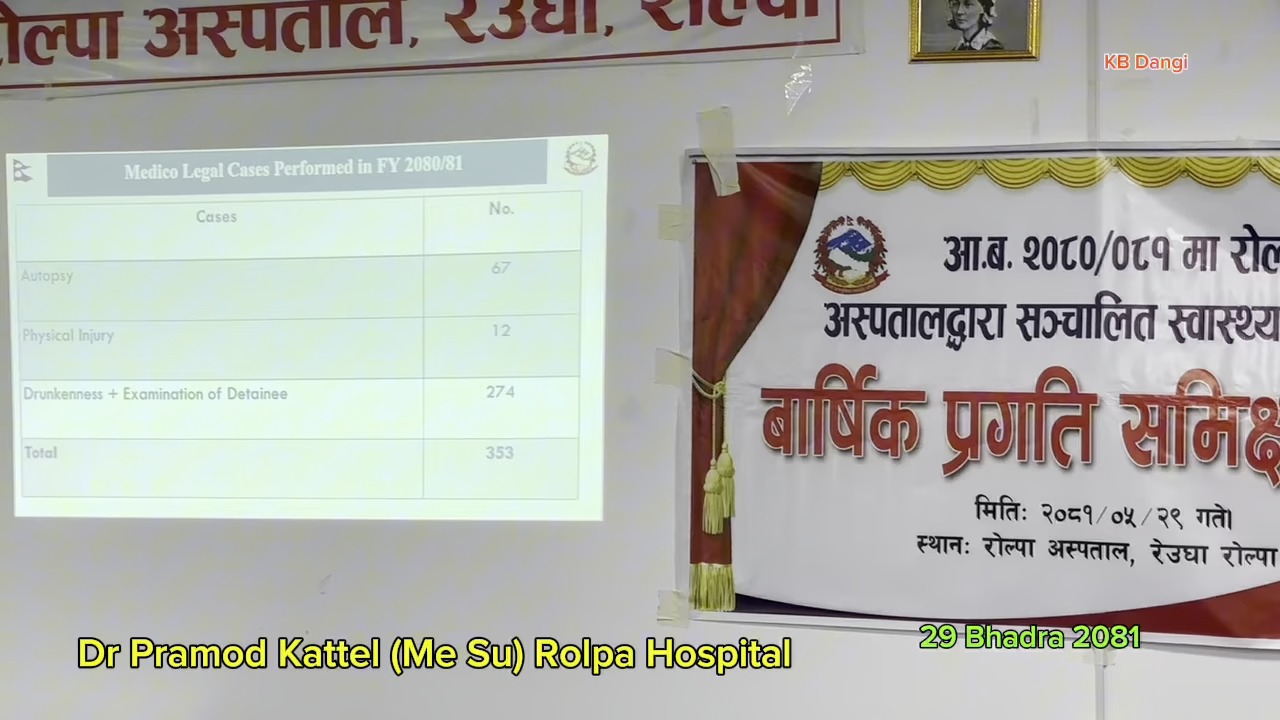 रोल्पा अस्पताल, रेउघा, रोल्पा
KB Dangi
Medico Legal Cases Performed in FY 2080/81
Cases No.
Autopsy 67
Physical Injury 12
Drunkenness + Examination of Detainee 274
Total 353
आ.ब. २०८०/०८१ मा रोल
अस्पतालद्वारा सञ्चालित स्वास्थ्य
बार्षिक प्रगति समिक्ष
मितिः २०८१/०५/२९ गते।
स्थानः रोल्पा अस्पताल, रेउघा रोल्पा
Dr Pramod Kattel (Me Su) Rolpa Hospital
29 Bhadra 2081